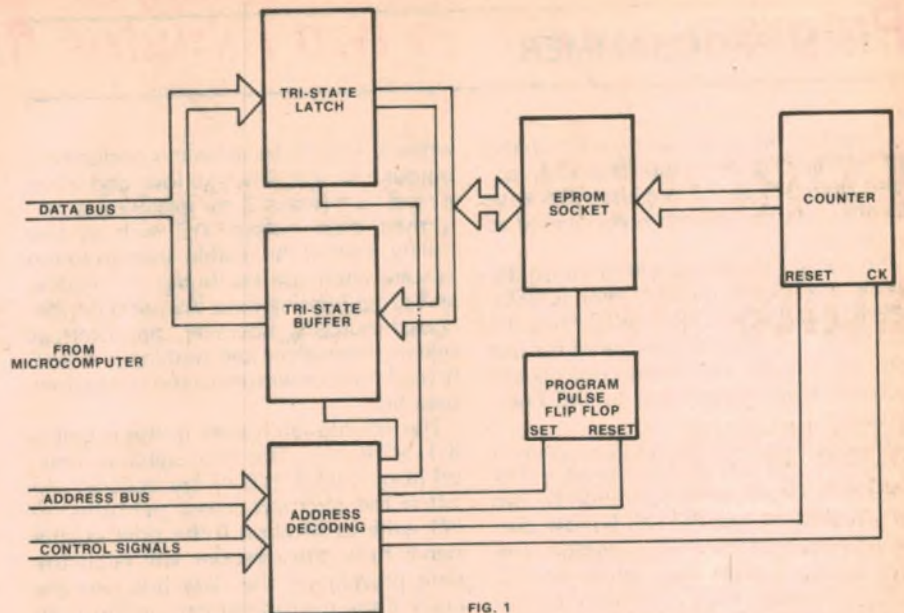 TRI-STATE
LATCH
DATA BUS
TRI-STATE
BUFFER
FROM
MICROCOMPUTER
EPROM
SOCKET
COUNTER
RESET CK
PROGRAM
PULSE
FLIP FLOP
SET RESET
ADDRESS BUS
CONTROL SIGNALS
ADDRESS
DECODING
FIG. 1